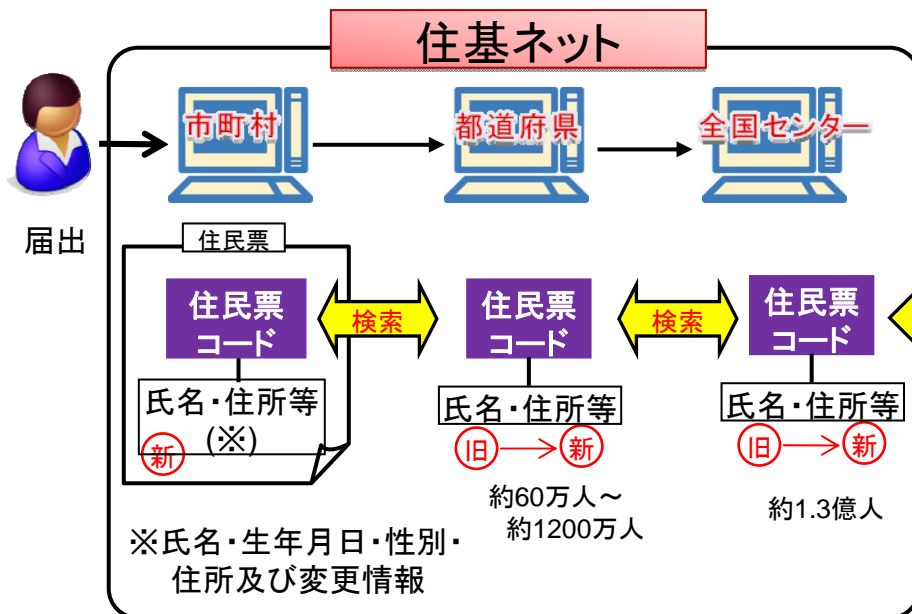 住基ネット
市町村
都道府県
全国センター
届出
住民票
住民票
コード
検索
住民票
コード
検索
住民票
コード
氏名・住所等
(※)
新
氏名・住所等
旧
新
氏名・住所等
旧
新
約60万人～
約1200万人
約1.3億人
※氏名・生年月日・性別・
住所及び変更情報